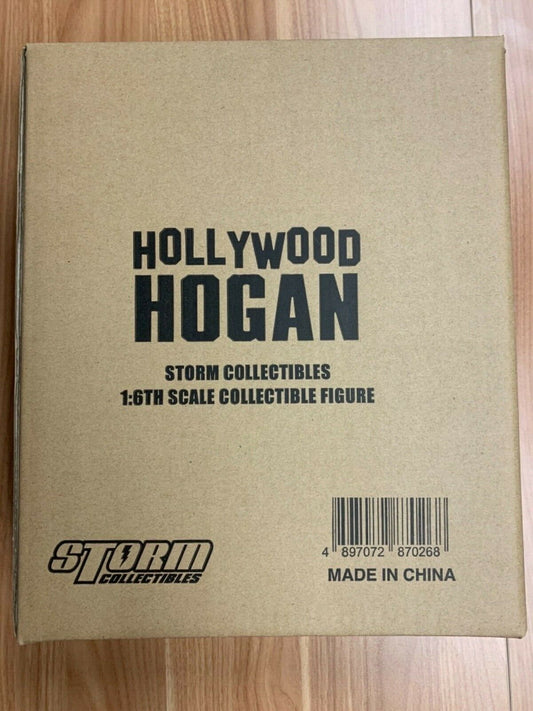 HOLLYWOOD
HOGAN
STORM COLLECTIBLES
1:6TH SCALE COLLECTIBLE FIGURE
STORM
COLLECTIBLES
4 897072 870268
MADE IN CHINA